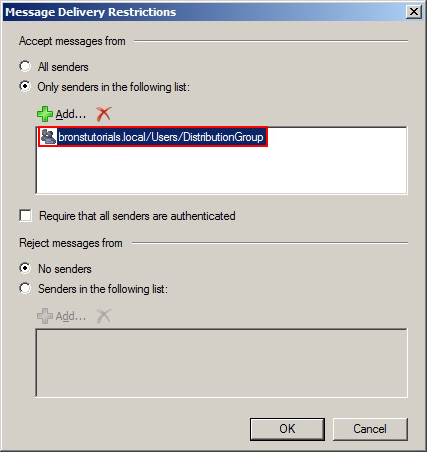 Message Delivery Restrictions
Accept messages from
All senders
Only senders in the following list:
Add...
bronstutorials.local/Users/DistributionGroup
Require that all senders are authenticated
Reject messages from
No senders
Senders in the following list:
Add...
OK
Cancel